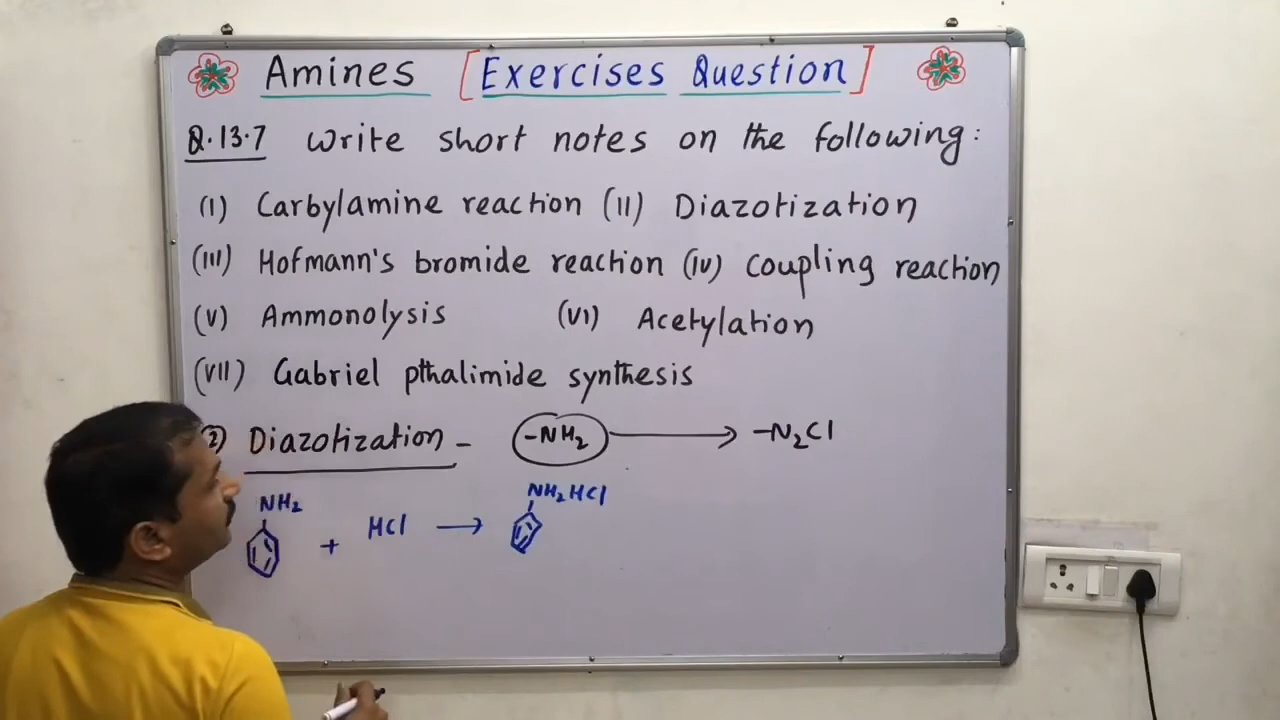 Amines [Exercises Question]
Q.13.7 Write short notes on the following:
(I) Carbylamine reaction (II) Diazotization
(III) Hofmann's bromide reaction (IV) Coupling reaction
(V) Ammonolysis (VI) Acetylation
(VII) Gabriel pthalimide synthesis
2) Diazotization - -NH₂ → -N₂Cl
NH₂ + HCl → NH₂HCl